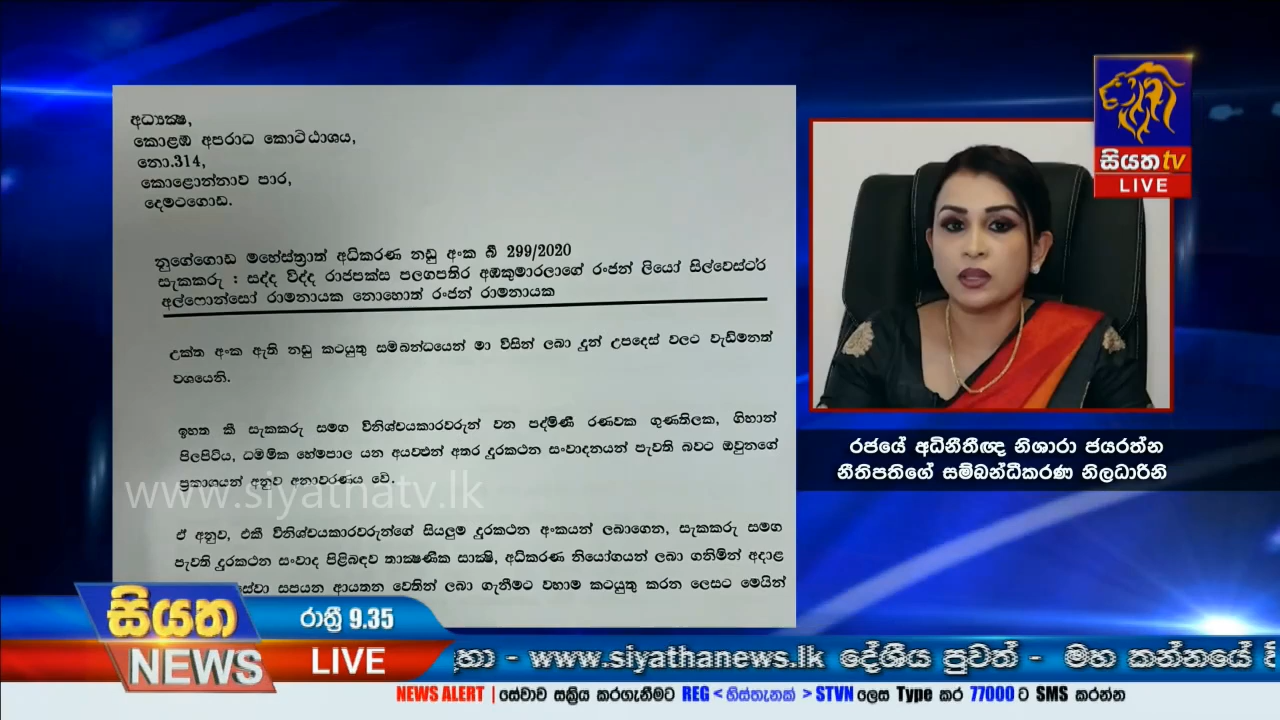 අධ්‍යක්ෂ,
කොළඹ අපරාධ කොට්ඨාශය,
නො.314,
කොළොන්නාව පාර,
දෙමටගොඩ.
නුගේගොඩ මහේස්ත්‍රාත් අධිකරණ නඩු අංක බී 299/2020
සැකකරු : සද්ද විද්ද රාජපක්ස පලගපතිර අඹකුමාරලාගේ රංජන් ලියෝ සිල්වෙස්ටර්
අල්ෆොන්සෝ රාමනායක නොහොත් රංජන් රාමනායක
උක්ත අංක ඇති නඩු කටයුතු සම්බන්ධයෙන් මා විසින් ලබා දුන් උපදෙස් වලට වැඩිමනත්
වශයෙනි.
ඉහත කී සැකකරු සමග විනිශ්චයකාරවරුන් වන පද්මිණී රණවක ගුණතිලක, ගිහාන්
පිලපිටිය, ධම්මික හේමපාල යන අයවළුන් අතර දුරකථන සංවාදනයන් පැවති බවට ඔවුනගේ
ප්‍රකාශයන් අනුව අනාවරණය වේ.
www.siyathatv.lk
ඒ අනුව, එකී විනිශ්චයකාරවරුන්ගේ සියලුම දුරකථන අංකයන් ලබාගෙන, සැකකරු සමග
පැවති දුරකථන සංවාද පිළිබඳව තාක්ෂණික සාක්ෂි, අධිකරණ නියෝගයන් ලබා ගනිමින් අදාළ
සේවා සපයන ආයතන වෙතින් ලබා ගැනීමට වහාම කටයුතු කරන ලෙසට මෙයින්
සියත tv
LIVE
රජයේ අධිනීතීඥ නිශාරා ජයරත්න
නීතිපතිගේ සම්බන්ධීකරණ නිලධාරිනි
සියත
NEWS
රාත්‍රී 9.35
LIVE
- www.siyathanews.lk දේශීය පුවත් - මහ කන්නයේ
NEWS ALERT | සේවාව සක්‍රිය කරගැනීමට REG < හිස්තැනක් > STVN ලෙස Type කර 77000 ට SMS කරන්න